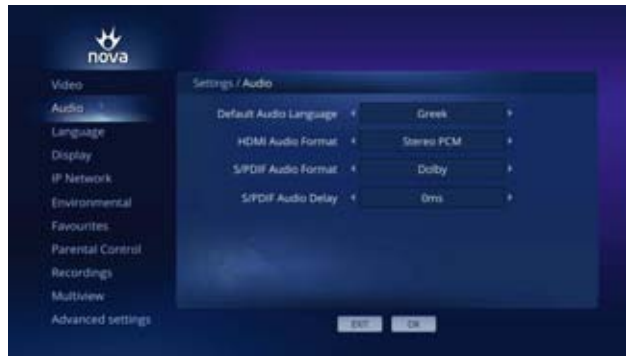 nova
Video
Settings / Audio
Audio
Default Audio Language Greek
Language
HDMI Audio Format Stereo PCM
Display
S/PDIF Audio Format Dolby
IP Network
S/PDIF Audio Delay 0ms
Environmental
Favourites
Parental Control
Recordings
Multiview
Advanced settings
EXIT OK